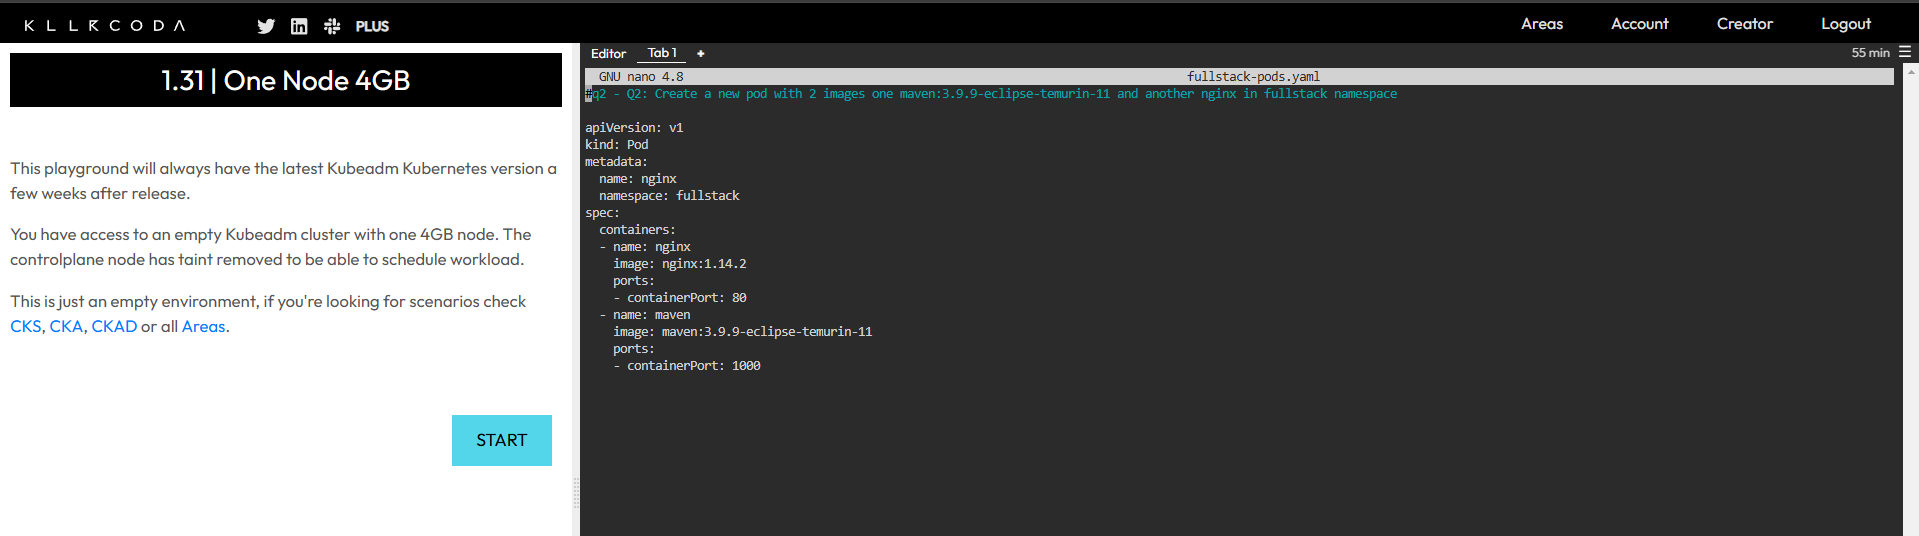 KILLRCODA PLUS Areas Account Creator Logout
1.31 | One Node 4GB
This playground will always have the latest Kubeadm Kubernetes version a
few weeks after release.
You have access to an empty Kubeadm cluster with one 4GB node. The
controlplane node has taint removed to be able to schedule workload.
This is just an empty environment, if you're looking for scenarios check
CKS, CKA, CKAD or all Areas.
START
Editor Tab 1 + 55 min
GNU nano 4.8 fullstack-pods.yaml
#q2 - Q2: Create a new pod with 2 images one maven:3.9.9-eclipse-temurin-11 and another nginx in fullstack namespace
apiVersion: v1
kind: Pod
metadata:
  name: nginx
  namespace: fullstack
spec:
  containers:
  - name: nginx
    image: nginx:1.14.2
    ports:
    - containerPort: 80
  - name: maven
    image: maven:3.9.9-eclipse-temurin-11
    ports:
    - containerPort: 1000